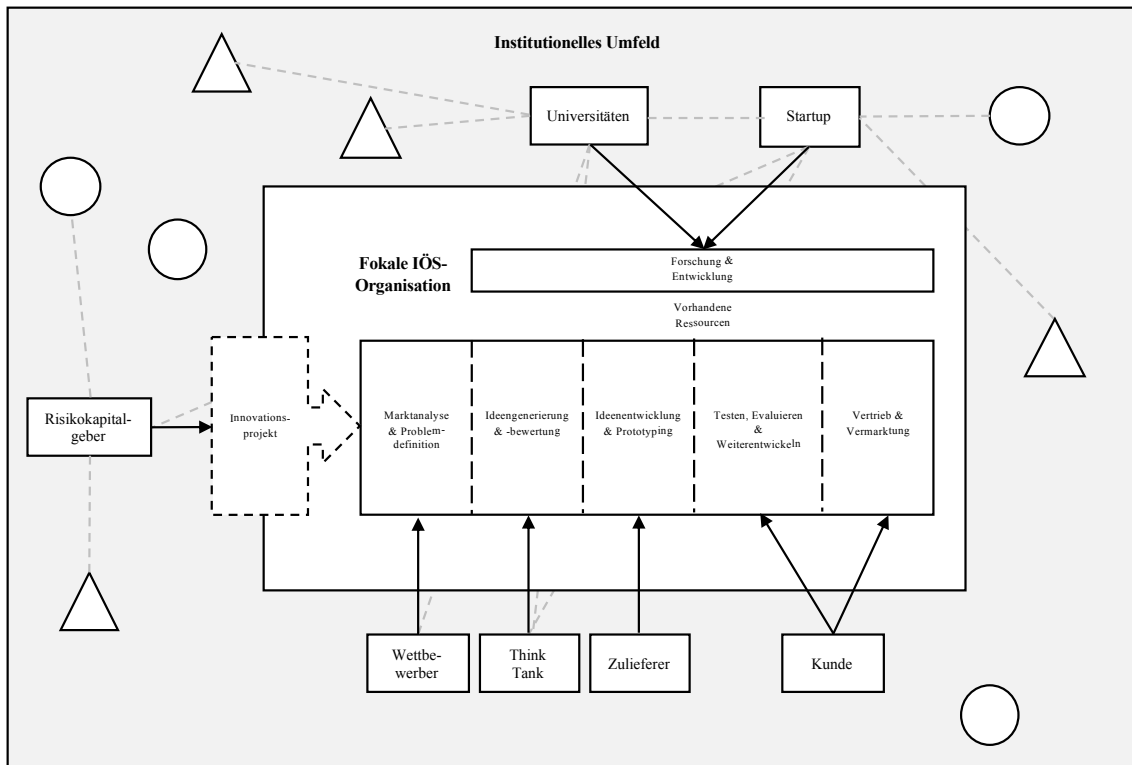 Institutionelles Umfeld
Universitäten
Startup
Fokale IÖS-
Organisation
Forschung &
Entwicklung
Vorhandene
Ressourcen
Risikokapital-
geber
Innovations-
projekt
Marktanalyse
& Problem-
definition
Ideengenerierung
& -bewertung
Ideenentwicklung
& Prototyping
Testen, Evaluieren
&
Weiterentwickeln
Vertrieb &
Vermarktung
Wettbe-
werber
Think
Tank
Zulieferer
Kunde